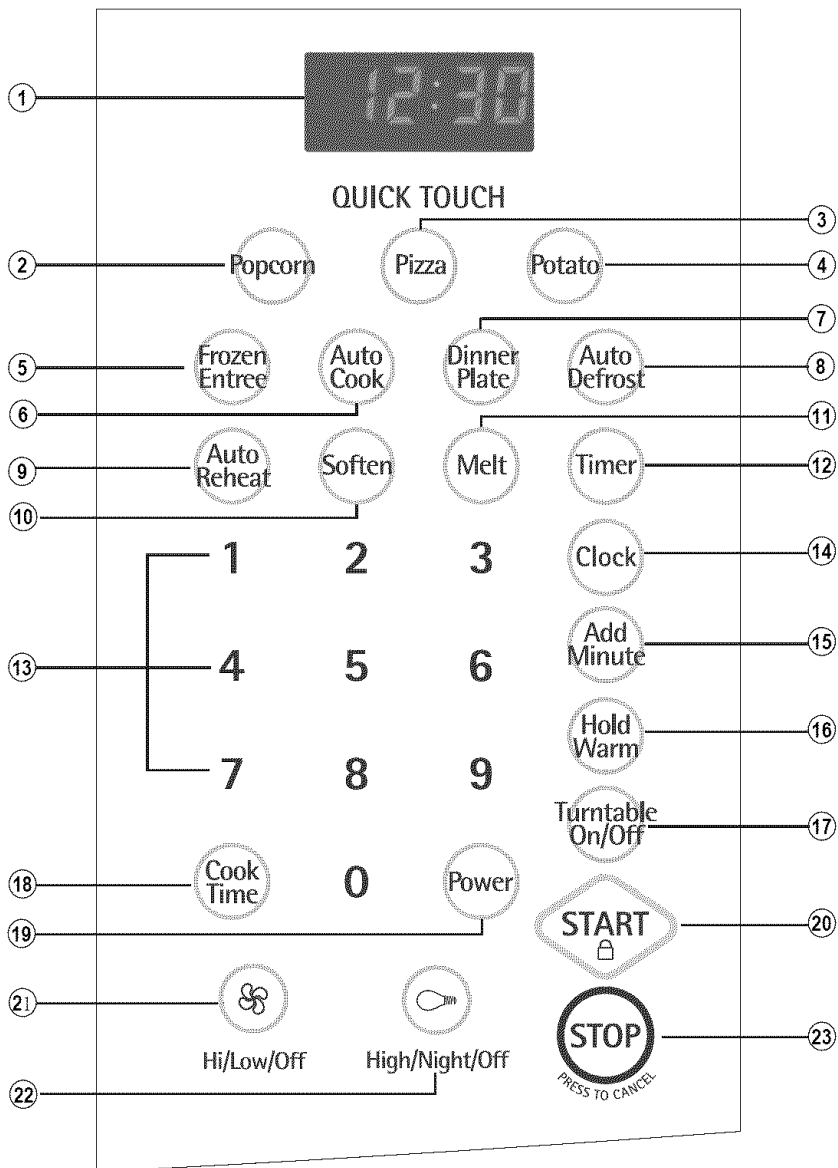 1
12:30
QUICK TOUCH
3
2
Popcorn
Pizza
Potato
4
7
5
Frozen
Entree
Auto
Cook
Dinner
Plate
Auto
Defrost
8
6
11
9
Auto
Reheat
Soften
Melt
Timer
12
10
1 2 3
Clock
14
Add
Minute
15
13
4 5 6
Hold
Warm
16
7 8 9
Turntable
On/Off
17
18
Cook
Time
0
Power
19
START
20
21
Hi/Low/Off
High/Night/Off
22
STOP
23
PRESS TO CANCEL